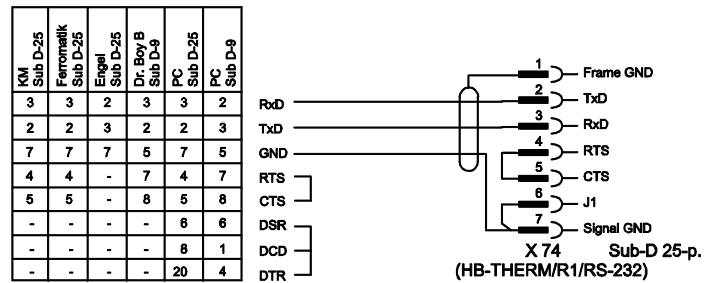 KM Sub D-25 Ferromatik Sub D-25 Engel Sub D-25 Dr. Boy B Sub D-9 PC Sub D-25 PC Sub D-9
3 3 2 3 3 2 RxD
2 2 3 2 2 3 TxD
7 7 7 5 7 5 GND
4 4 - 7 4 7 RTS
5 5 - 8 5 8 CTS
- - - - 6 6 DSR
- - - - 8 1 DCD
- - - - 20 4 DTR
1 Frame GND
2 TxD
3 RxD
4 RTS
5 CTS
6 J1
7 Signal GND
X 74 Sub-D 25-p.
(HB-THERM/R1/RS-232)